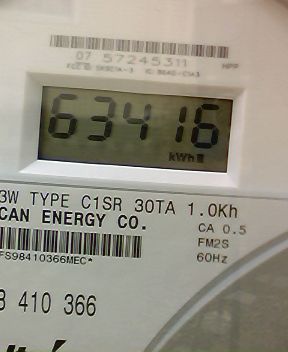 07 57245311
HPP
63416
kWh
3W TYPE C1SR 30TA 1.0Kh
CAN ENERGY CO.
CA 0.5
FM2S
60Hz
FS98410366MEC*
410 366